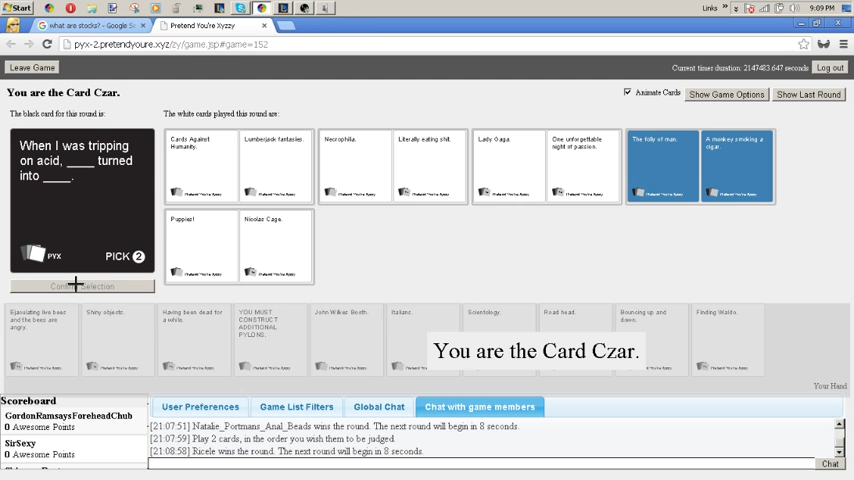 Start
Links
9:09 PM
what are stocks? - Google Se
Pretend You're Xyzzy
pyx-2.pretendyoure.xyz/zy/game.jsp#game=152
Leave Game
Current timer duration: 2147423.647 seconds
Log out
You are the Card Czar.
Animate Cards
Show Game Options
Show Last Round
The black card for this round is:
The white cards played this round are:
When I was tripping
on acid, ____ turned
into ____.
PYX
PICK 2
Cards Against
Humanity.
Lumberjack fantasies.
Necrophilia.
Literally eating shit.
Lady Gaga.
One unforgettable
night of passion.
The folly of man.
A monkey smoking a
cigar.
Puppies!
Nicolas Cage.
Selection
Ejaculating live bees
and the bees are
angry.
Shiny objects.
Having been dead for
a while.
YOU MUST
CONSTRUCT
ADDITIONAL
PYLONS.
John Wilkes Booth.
Italians.
Scientology.
Road head.
Bouncing up and
down.
Finding Waldo.
You are the Card Czar.
Your Hand
Scoreboard
GordonRamsaysForeheadChub
0 Awesome Points
SirSexy
0 Awesome Points
User Preferences
Game List Filters
Global Chat
Chat with game members
[21:07:51] Natalie_Portmans_Anal_Beads wins the round. The next round will begin in 8 seconds.
[21:07:59] Play 2 cards, in the order you wish them to be judged.
[21:08:58] Ricele wins the round. The next round will begin in 8 seconds.
Chat